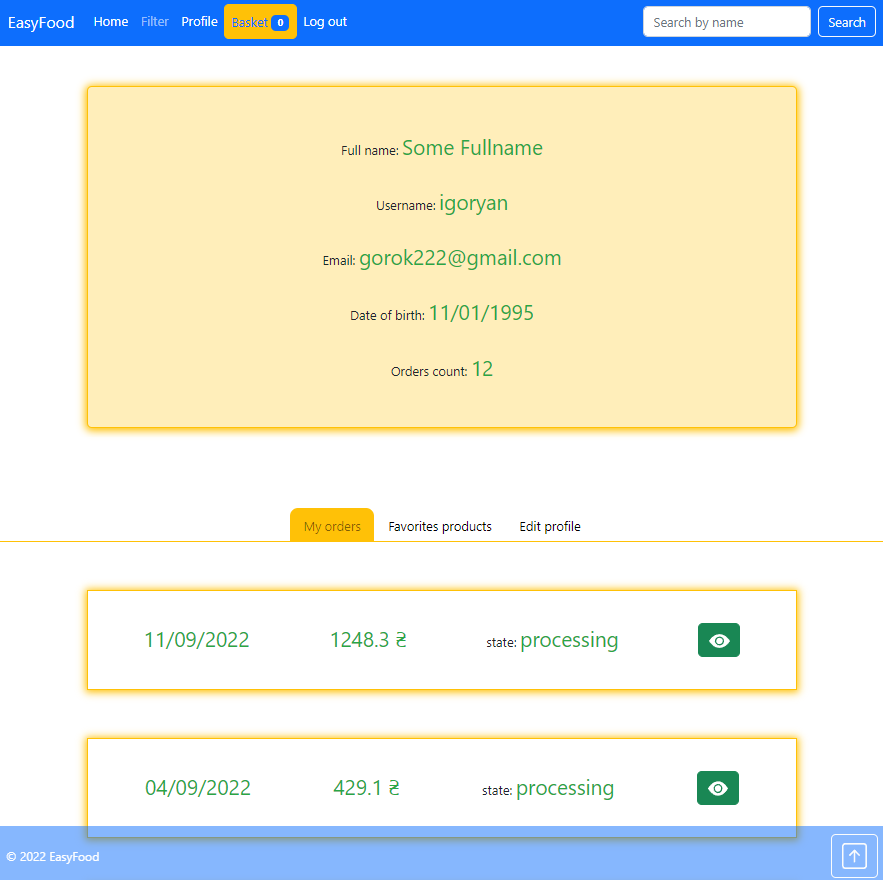 EasyFood Home Filter Profile Basket 0 Log out Search by name Search
Full name: Some Fullname
Username: igoryan
Email: gorok222@gmail.com
Date of birth: 11/01/1995
Orders count: 12
My orders Favorites products Edit profile
11/09/2022 1248.3 ₴ state: processing
04/09/2022 429.1 ₴ state: processing
© 2022 EasyFood